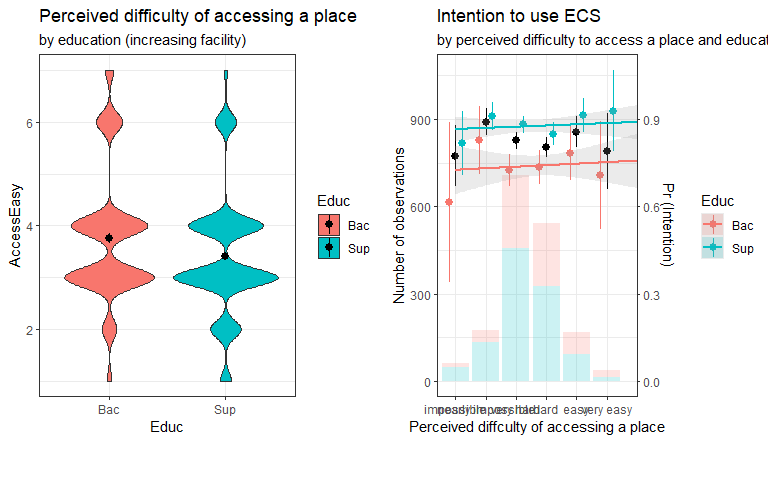 Perceived difficulty of accessing a place
by education (increasing facility)
AccessEasy
6
4
2
Bac
Sup
Educ
Educ
Bac
Sup
Intention to use ECS
by perceived difficulty to access a place and educat
Number of observations
900
600
300
0
0.9
0.6
0.3
0.0
Pr (Intention)
easy
very easy
Perceived diffculty of accessing a place
Educ
Bac
Sup